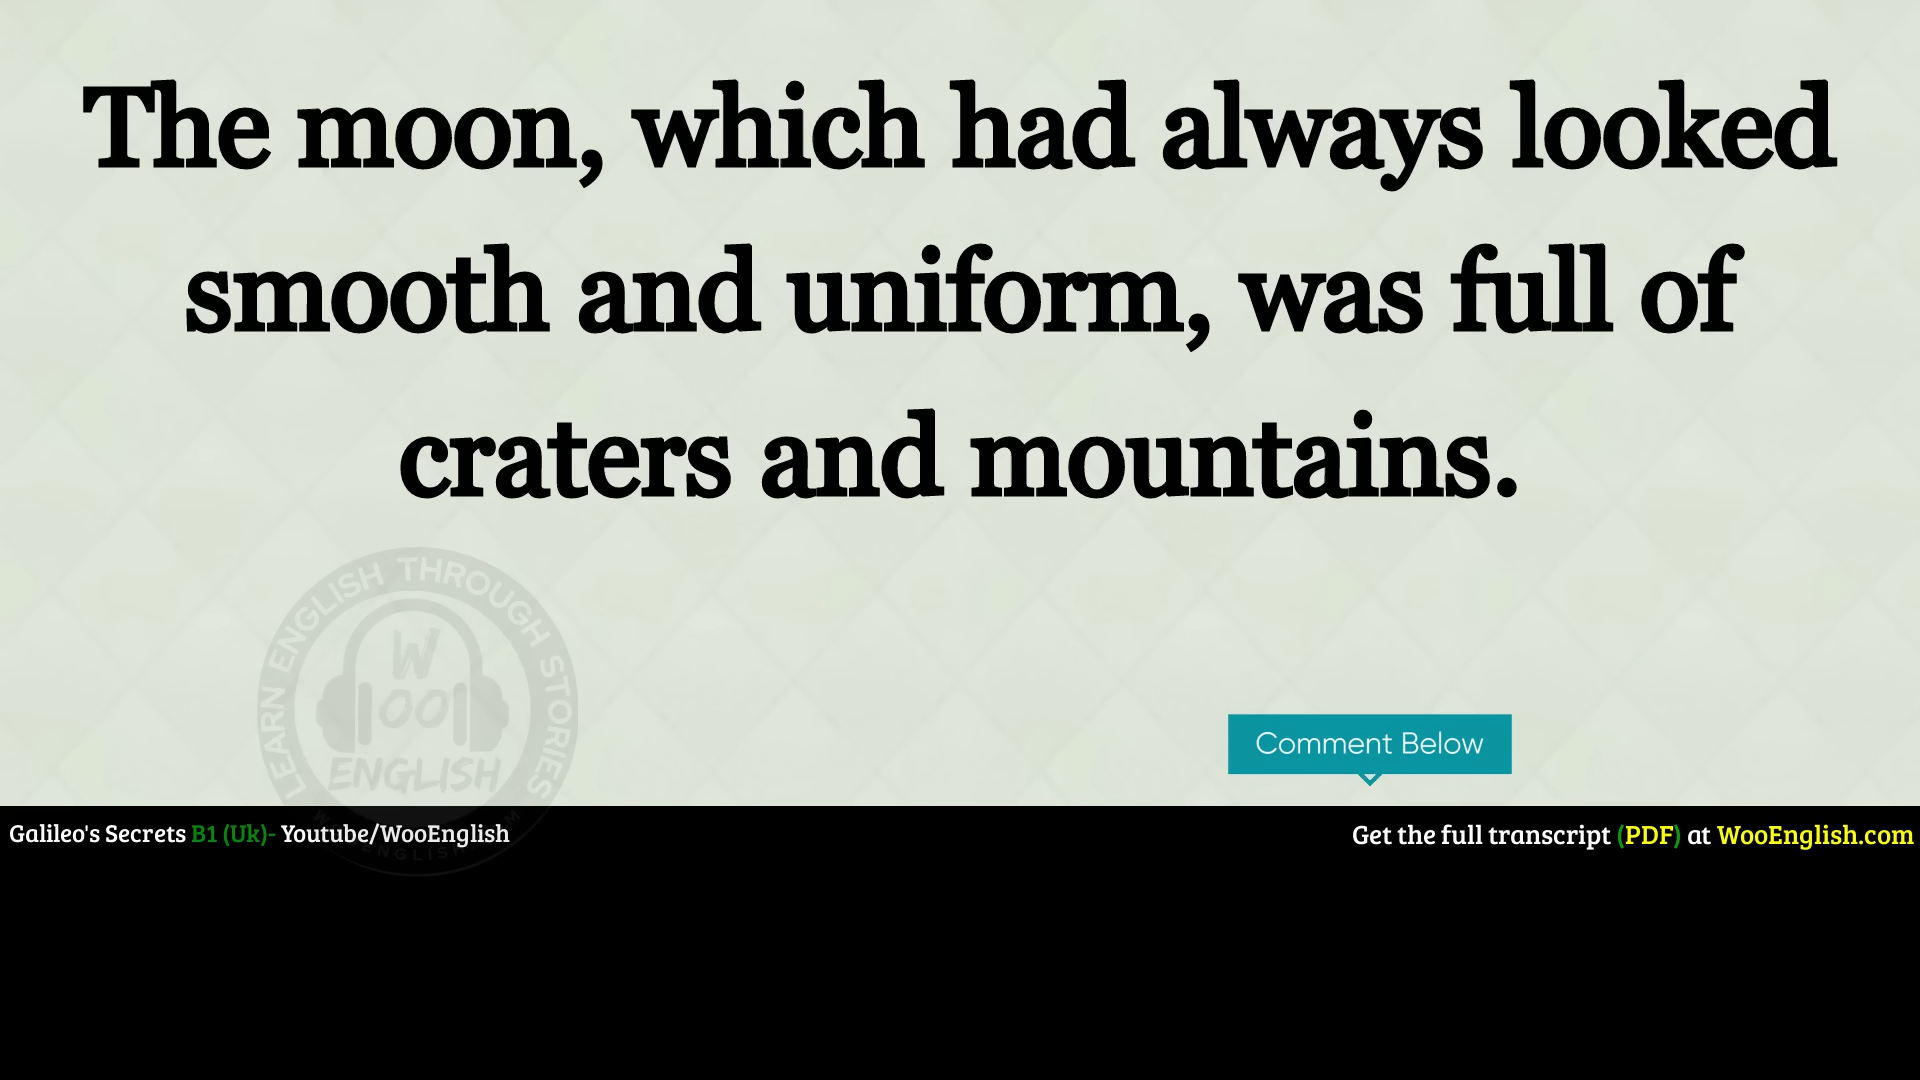 The moon, which had always looked
smooth and uniform, was full of
craters and mountains.
LEARN ENGLISH THROUGH STORIES
W
OO
ENGLISH
Comment Below
Galileo's Secrets B1 (Uk)- Youtube/WooEnglish
Get the full transcript (PDF) at WooEnglish.com